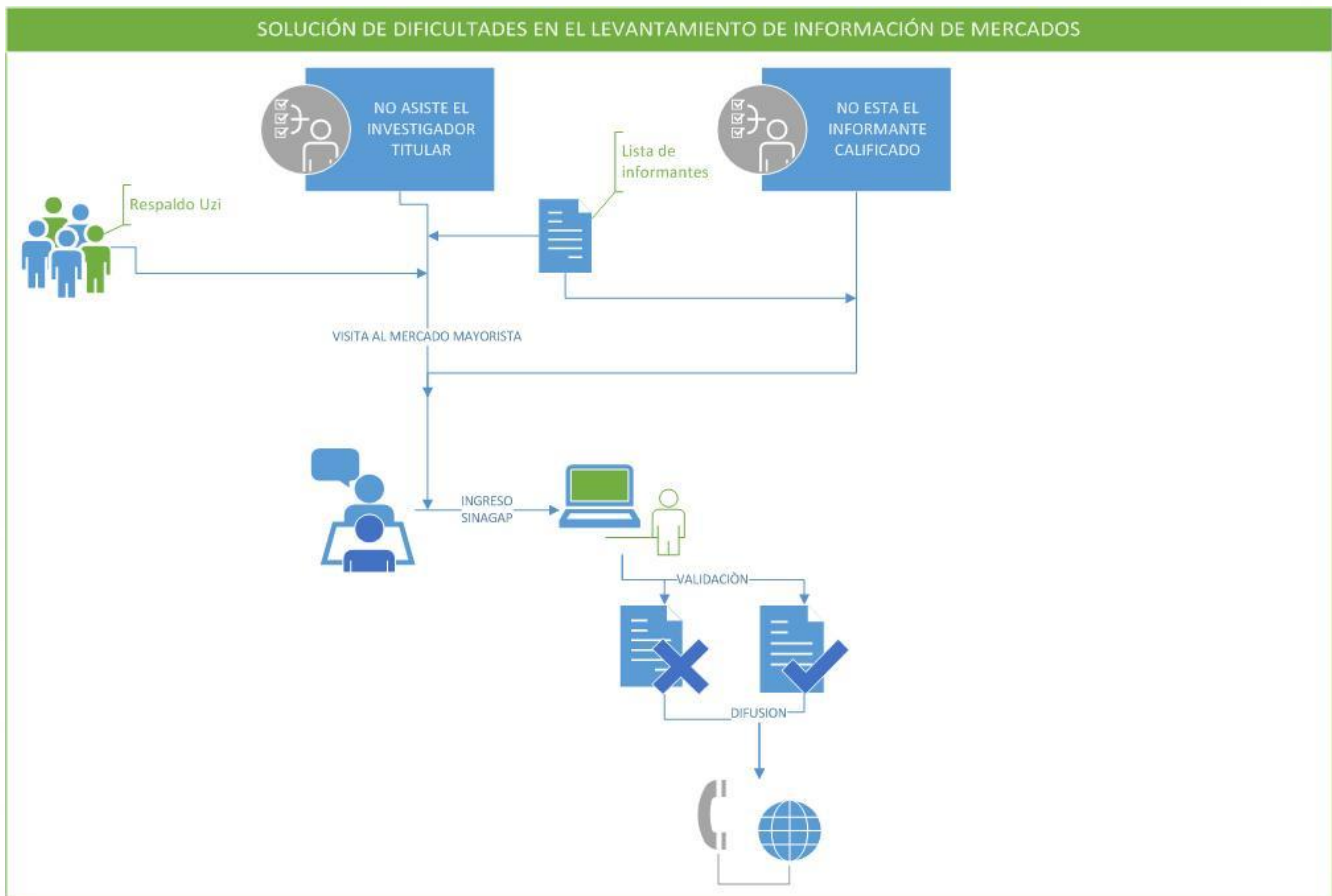 SOLUCIÓN DE DIFICULTADES EN EL LEVANTAMIENTO DE INFORMACIÓN DE MERCADOS
NO ASISTE EL
INVESTIGADOR
TITULAR
NO ESTA EL
INFORMANTE
CALIFICADO
Lista de
informantes
Respaldo Uzi
VISITA AL MERCADO MAYORISTA
INGRESO
SINAGAP
VALIDACIÒN
DIFUSION